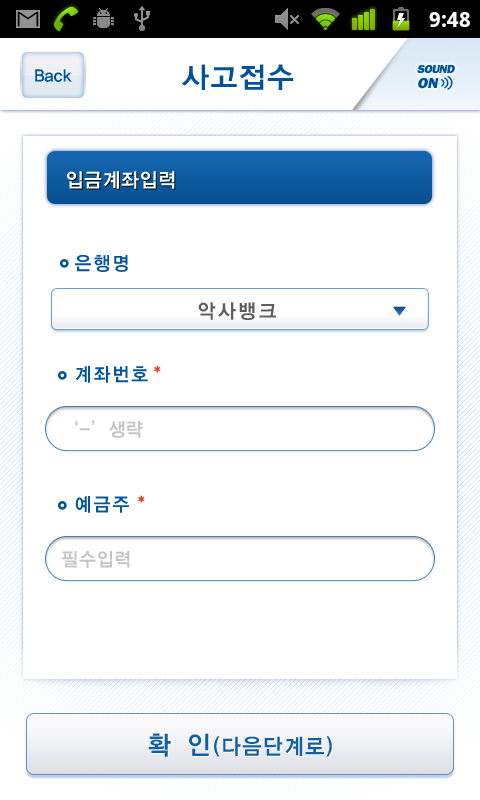 9:48
Back
사고접수
SOUND
ON
입금계좌입력
은행명
악사뱅크
계좌번호 *
‘-’ 생략
예금주 *
필수입력
확 인(다음단계로)